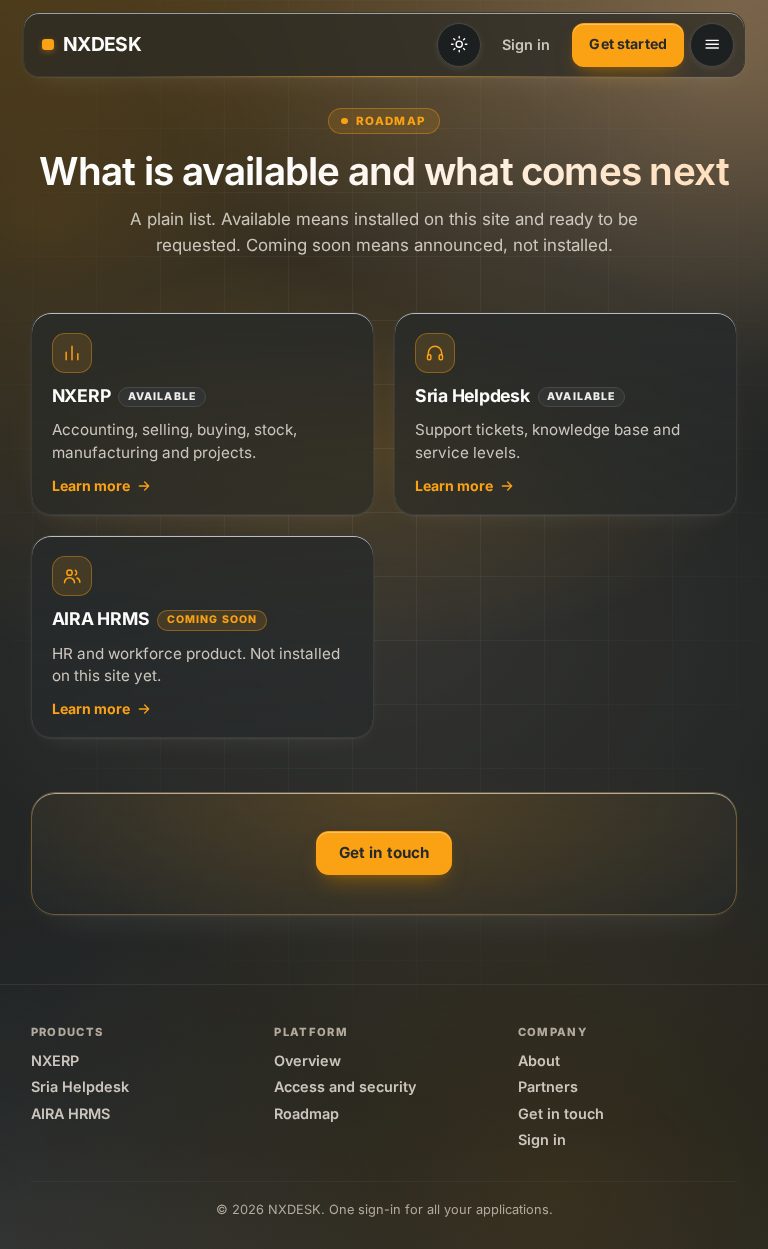 NXDESK
Sign in
Get started
ROADMAP
What is available and what comes next
A plain list. Available means installed on this site and ready to be
requested. Coming soon means announced, not installed.
NXERP AVAILABLE
Accounting, selling, buying, stock,
manufacturing and projects.
Learn more →
Sria Helpdesk AVAILABLE
Support tickets, knowledge base and
service levels.
Learn more →
AIRA HRMS COMING SOON
HR and workforce product. Not installed
on this site yet.
Learn more →
Get in touch
PRODUCTS
NXERP
Sria Helpdesk
AIRA HRMS
PLATFORM
Overview
Access and security
Roadmap
COMPANY
About
Partners
Get in touch
Sign in
© 2026 NXDESK. One sign-in for all your applications.